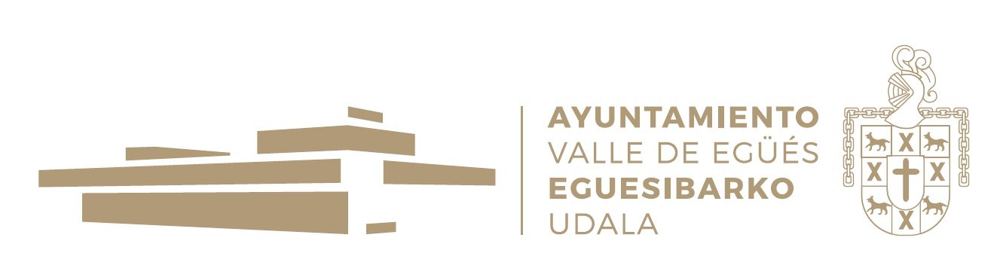 AYUNTAMIENTO
VALLE DE EGÜÉS
EGUESIBARKO
UDALA